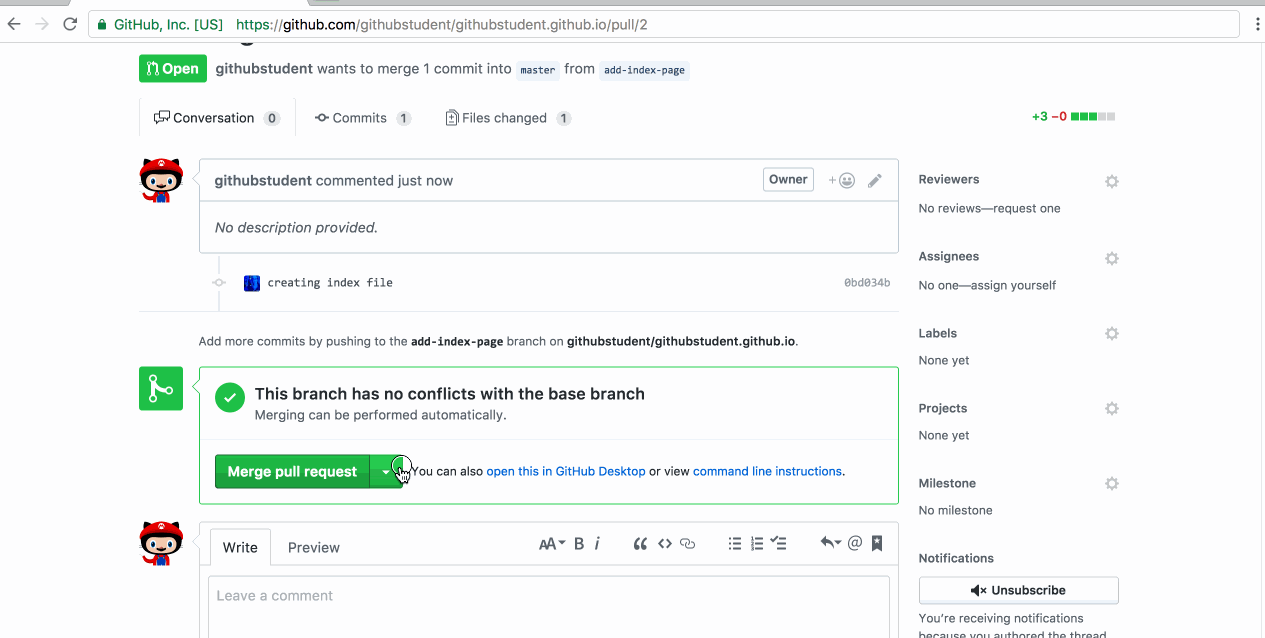 GitHub, Inc. [US] https://github.com/githubstudent/githubstudent.github.io/pull/2
Open githubstudent wants to merge 1 commit into master from add-index-page
Conversation 0 Commits 1 Files changed 1 +3 −0
githubstudent commented just now Owner
No description provided.
creating index file 0bd034b
Add more commits by pushing to the add-index-page branch on githubstudent/githubstudent.github.io.
This branch has no conflicts with the base branch
Merging can be performed automatically.
Merge pull request You can also open this in GitHub Desktop or view command line instructions.
Write Preview AA B i
Leave a comment
Reviewers
No reviews—request one
Assignees
No one—assign yourself
Labels
None yet
Projects
None yet
Milestone
No milestone
Notifications
Unsubscribe
You’re receiving notifications
because you authored the thread